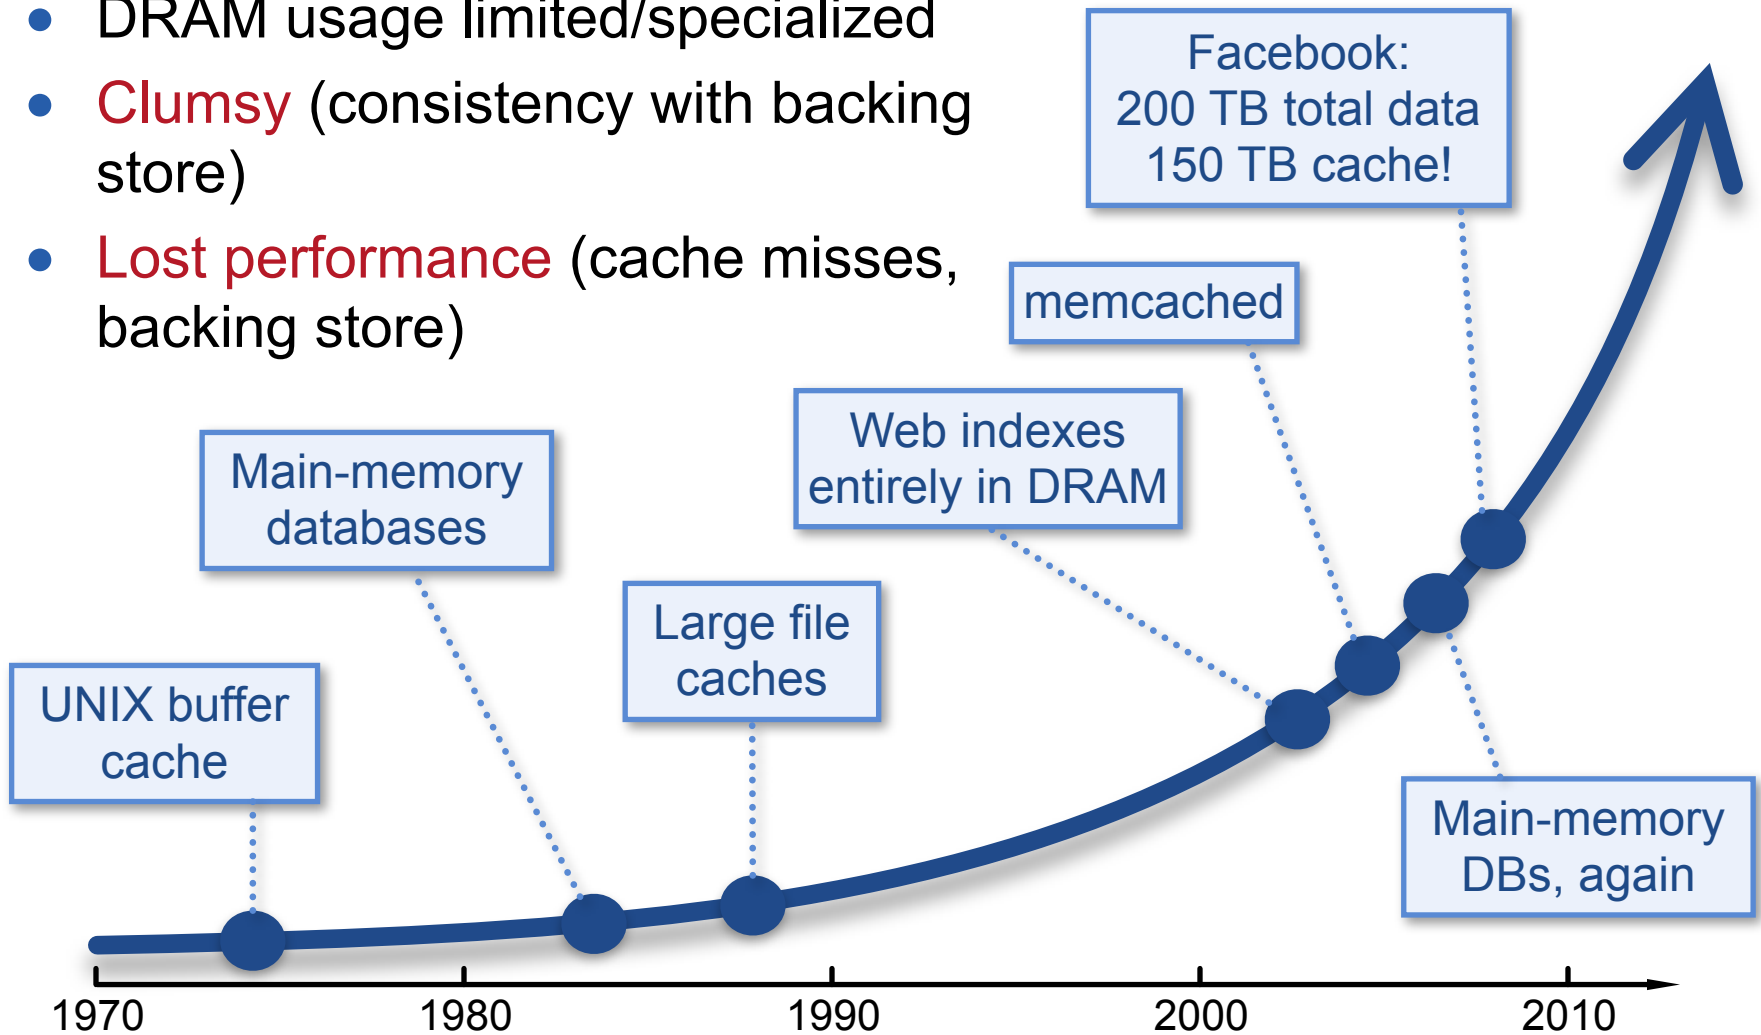 DRAM usage limited/specialized
Clumsy (consistency with backing
store)
Lost performance (cache misses,
backing store)
Facebook:
200 TB total data
150 TB cache!
memcached
Web indexes
entirely in DRAM
Main-memory
databases
Large file
caches
UNIX buffer
cache
Main-memory
DBs, again
1970
1980
1990
2000
2010